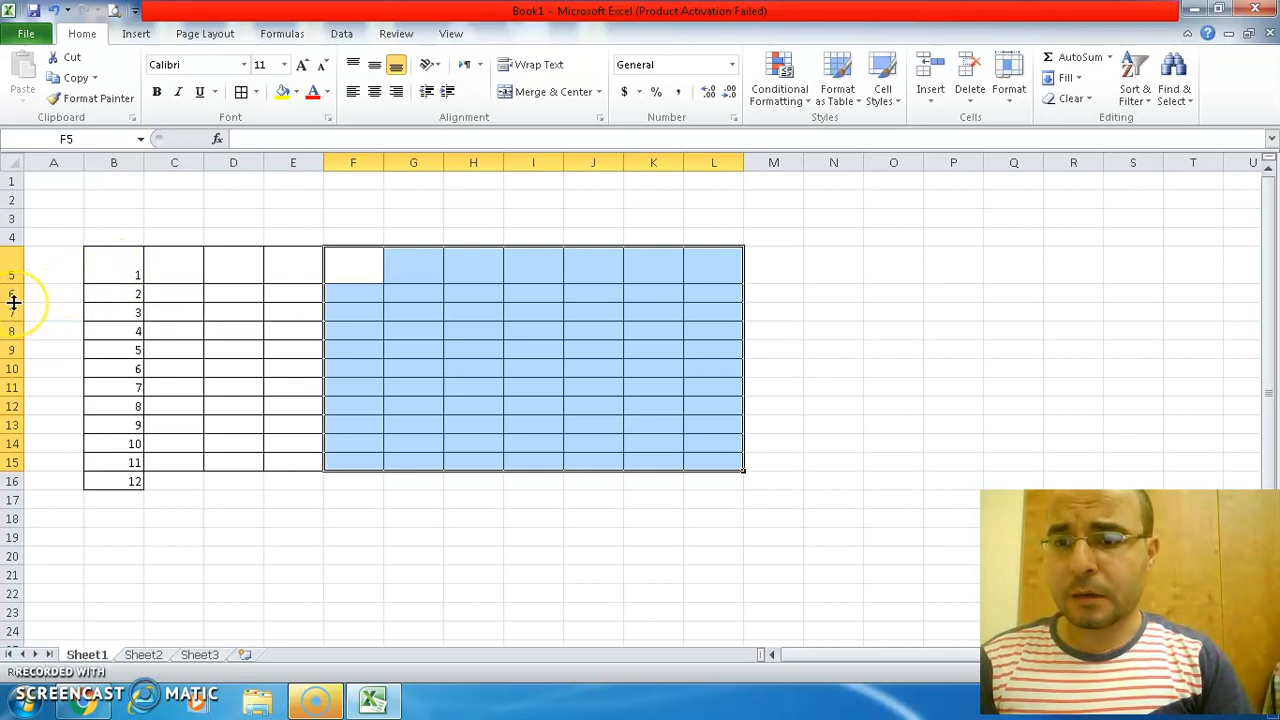 Book1 - Microsoft Excel (Product Activation Failed)
File Home Insert Page Layout Formulas Data Review View
Cut
Copy
Format Painter
Paste
Clipboard
Calibri 11
B I U
Font
Wrap Text
Merge & Center
Alignment
General
$ % ,
Number
Conditional Formatting
Format as Table
Cell Styles
Styles
Insert
Delete
Format
Cells
AutoSum
Fill
Clear
Sort & Filter
Find & Select
Editing
F5 fx
A B C D E F G H I J K L M N O P Q R S T U
1
2
3
4
5 1
6 2
7 3
8 4
9 5
10 6
11 7
12 8
13 9
14 10
15 11
16 12
17
18
19
20
21
22
23
24
Sheet1 Sheet2 Sheet3
RECORDED WITH
SCREENCAST MATIC